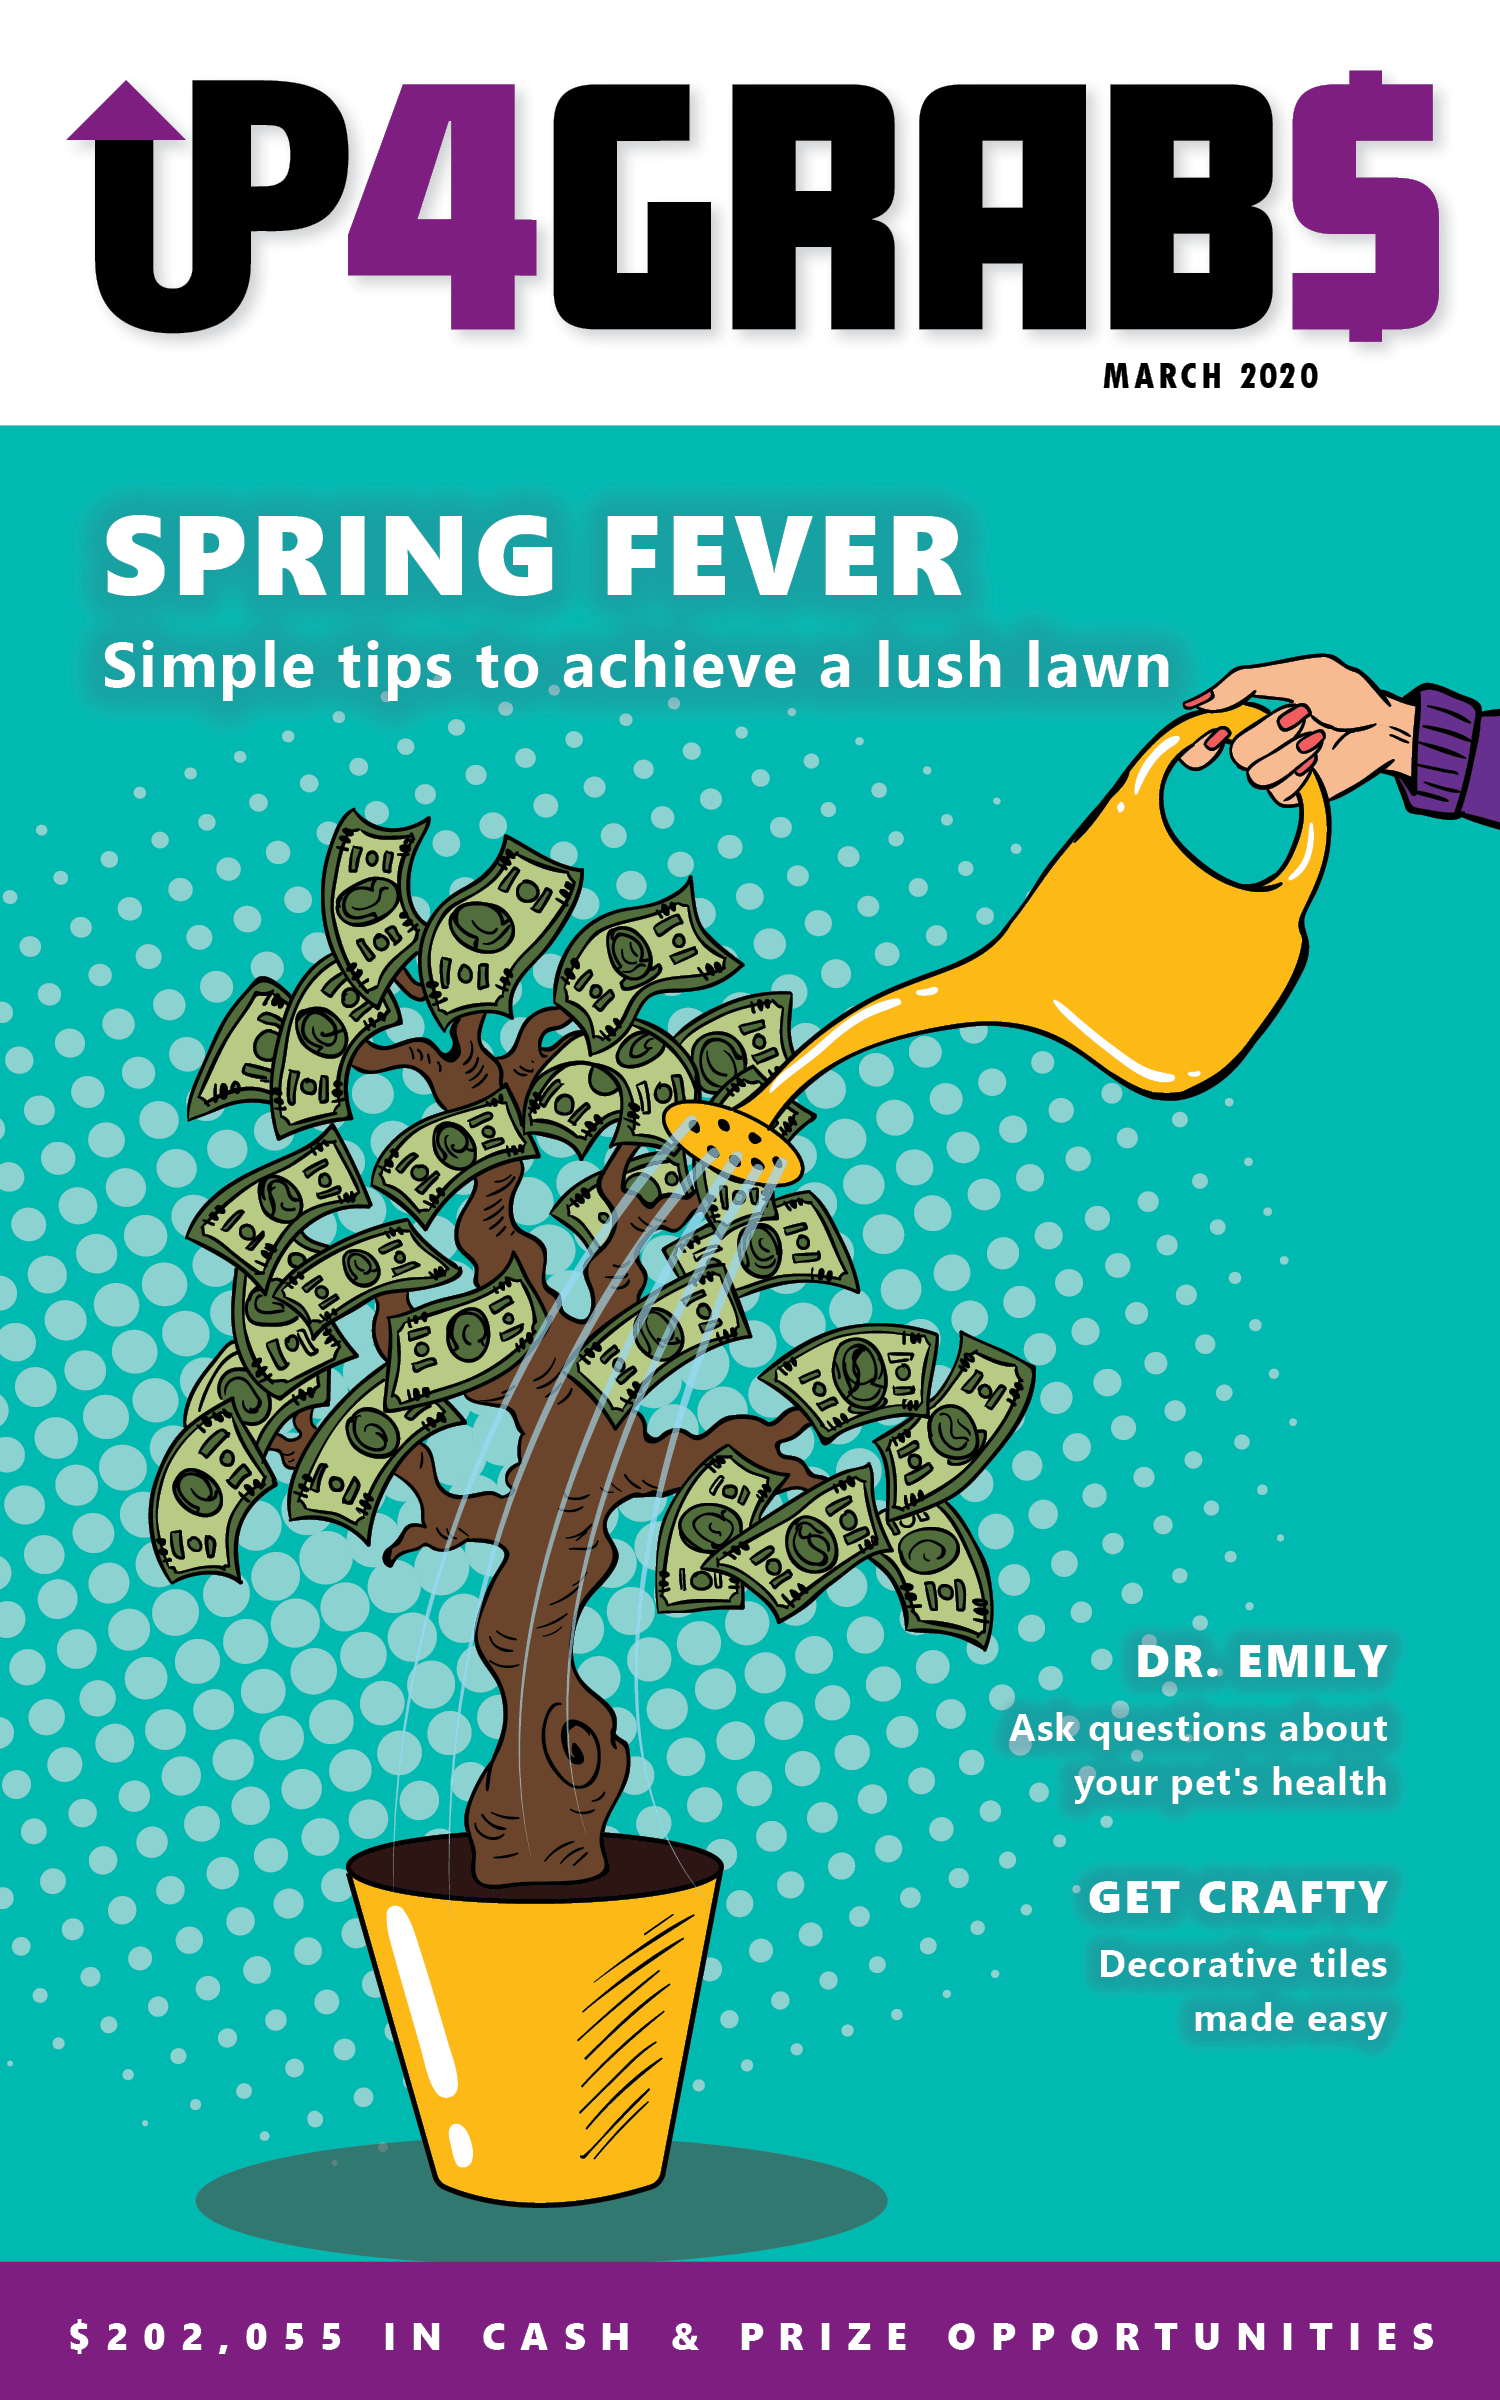 UP4GRAB$
MARCH 2020
SPRING FEVER
Simple tips to achieve a lush lawn
DR. EMILY
Ask questions about
your pet's health
GET CRAFTY
Decorative tiles
made easy
$202,055 IN CASH & PRIZE OPPORTUNITIES